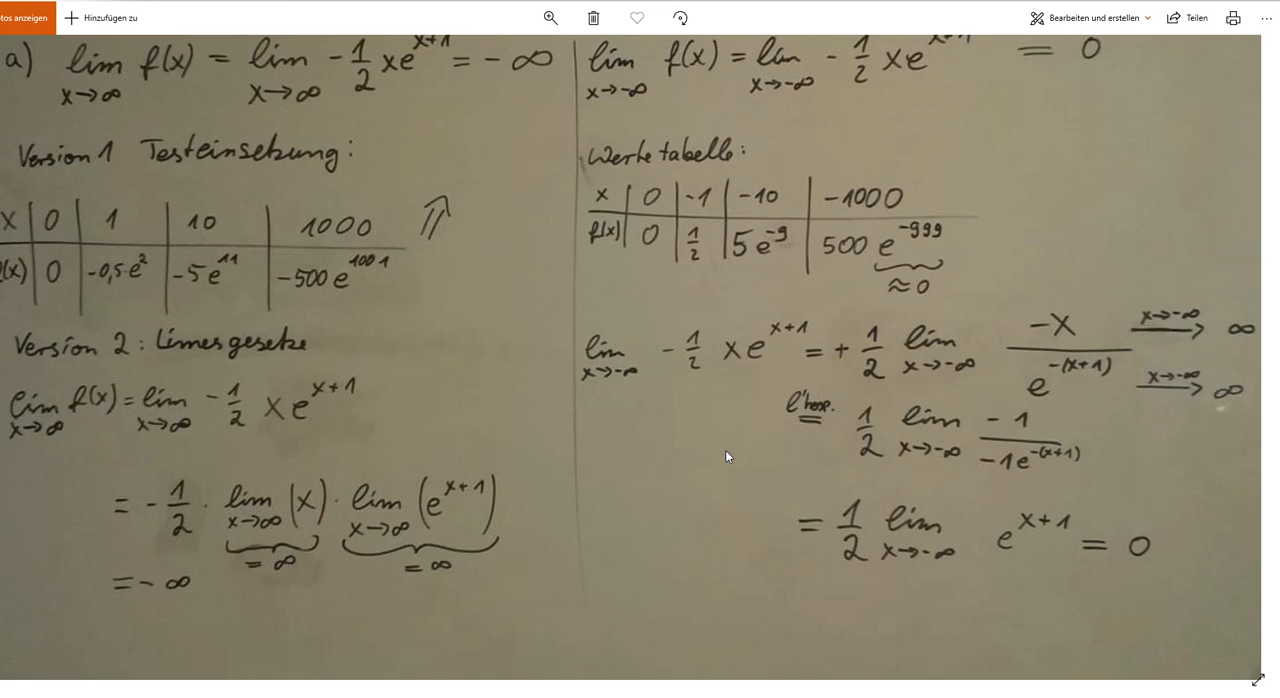 otos anzeigen Hinzufügen zu Bearbeiten und erstellen Teilen
a) lim x→∞ f(x) = lim x→∞ -1/2 xe^(x+1) = -∞
Version 1 Testeinsetzung:
x | 0 | 1 | 10 | 1000
f(x) | 0 | -0,5·e^2 | -5e^11 | -500e^1001
Version 2: Limesgesetze
lim x→∞ f(x) = lim x→∞ -1/2 xe^(x+1)
= -1/2 · lim x→∞ (x) · lim x→∞ (e^(x+1))
= ∞ = ∞
= -∞
lim x→-∞ f(x) = lim x→-∞ -1/2 xe^(x+1) = 0
Wertetabelle:
x | 0 | -1 | -10 | -1000
f(x) | 0 | 1/2 | 5e^-9 | 500e^-999
≈0
lim x→-∞ -1/2 xe^(x+1) = +1/2 lim x→-∞ -x/e^(-(x+1)) x→-∞ → ∞ x→-∞ → ∞
l'hosp. = 1/2 lim x→-∞ -1/-1e^(-(x+1))
= 1/2 lim x→-∞ e^(x+1) = 0